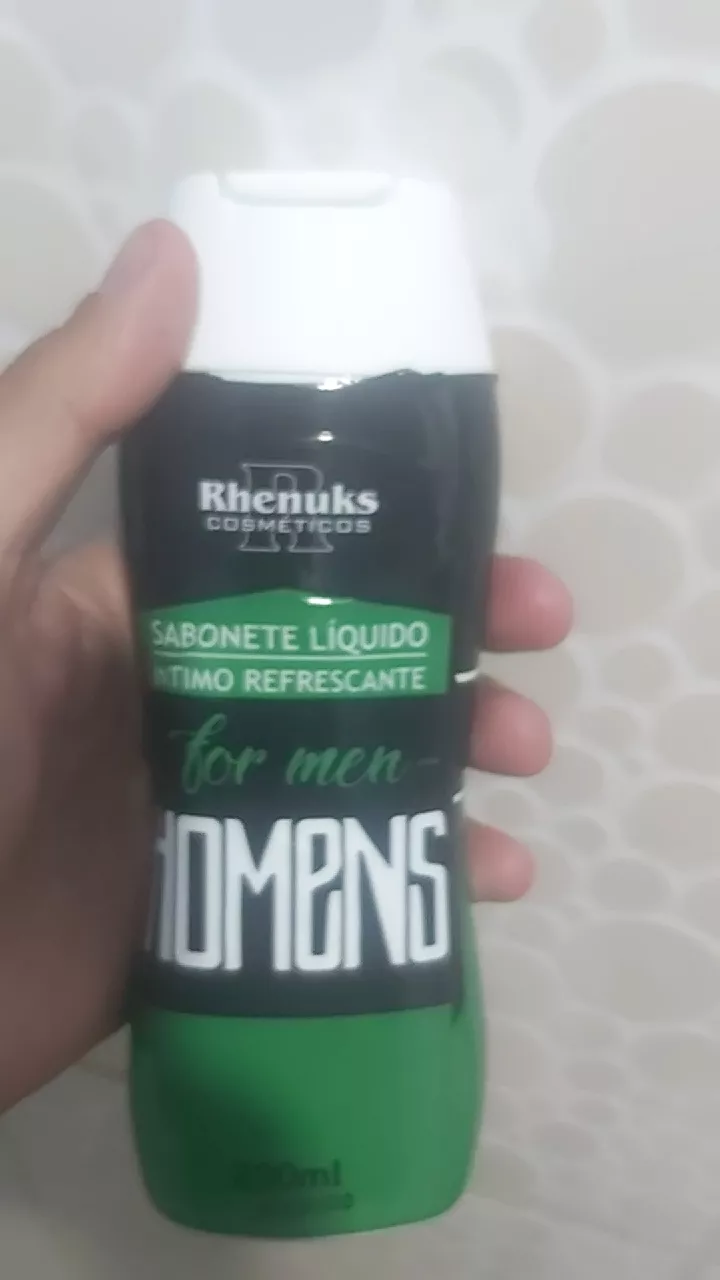 Rhenuks
COSMÉTICOS
SABONETE LÍQUIDO
ÍNTIMO REFRESCANTE
for men
HOMENS